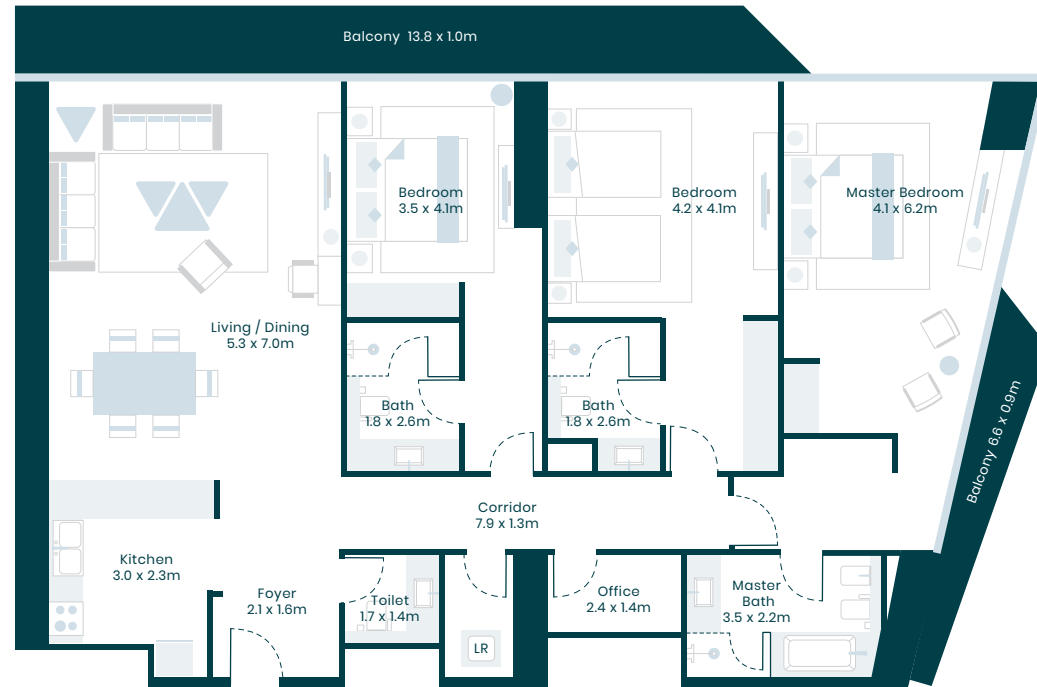 Balcony 13.8 x 1.0m
Bedroom
3.5 x 4.1m
Bedroom
4.2 x 4.1m
Master Bedroom
4.1 x 6.2m
Living / Dining
5.3 x 7.0m
Bath
1.8 x 2.6m
Bath
1.8 x 2.6m
Balcony 6.6 x 0.9m
Corridor
7.9 x 1.3m
Kitchen
3.0 x 2.3m
Foyer
2.1 x 1.6m
Toilet
1.7 x 1.4m
LR
Office
2.4 x 1.4m
Master
Bath
3.5 x 2.2m